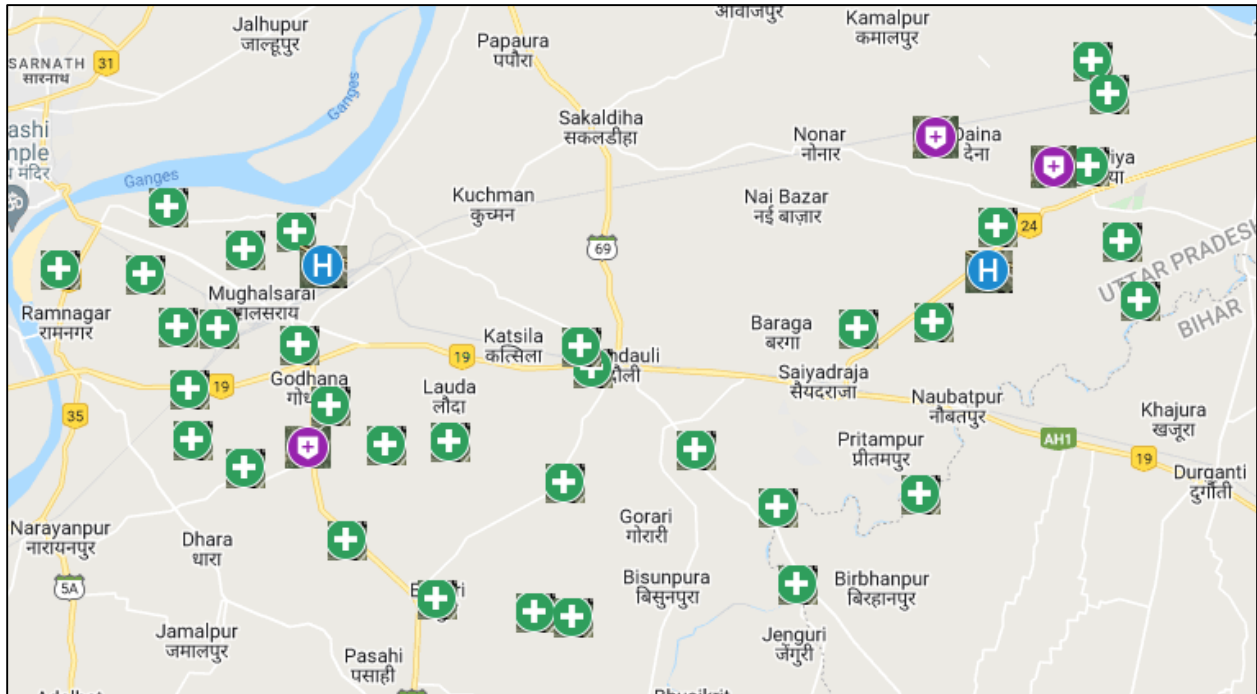 आवाजपुर
Kamalpur
कमालपुर
Jalhupur
जाल्हूपुर
Papaura
पपौरा
SARNATH
सारनाथ
31
Ganges
Sakaldiha
सकलडीहा
Nonar
नोनार
Daina
देना
Ganges
Kuchman
कुच्मन
Nai Bazar
नई बाज़ार
24
69
UTTAR PRADESH
BIHAR
H
H
Mughalsarai
Ramnagar
रामनगर
Katsila
कत्सिला
19
Baraga
बरगा
19
Godhana
Lauda
लौदा
Saiyadraja
सैयदराजा
Naubatpur
नौबतपुर
35
Khajura
खजूरा
Pritampur
प्रीतमपुर
AH1
19
Durganti
दुर्गौती
Narayanpur
नारायनपुर
Dhara
धारा
Gorari
गोरारी
5A
Bisunpura
बिसुनपुरा
Birbhanpur
बिरहानपुर
Jamalpur
जमालपुर
Jenguri
जेंगुरी
Pasahi
पसाही